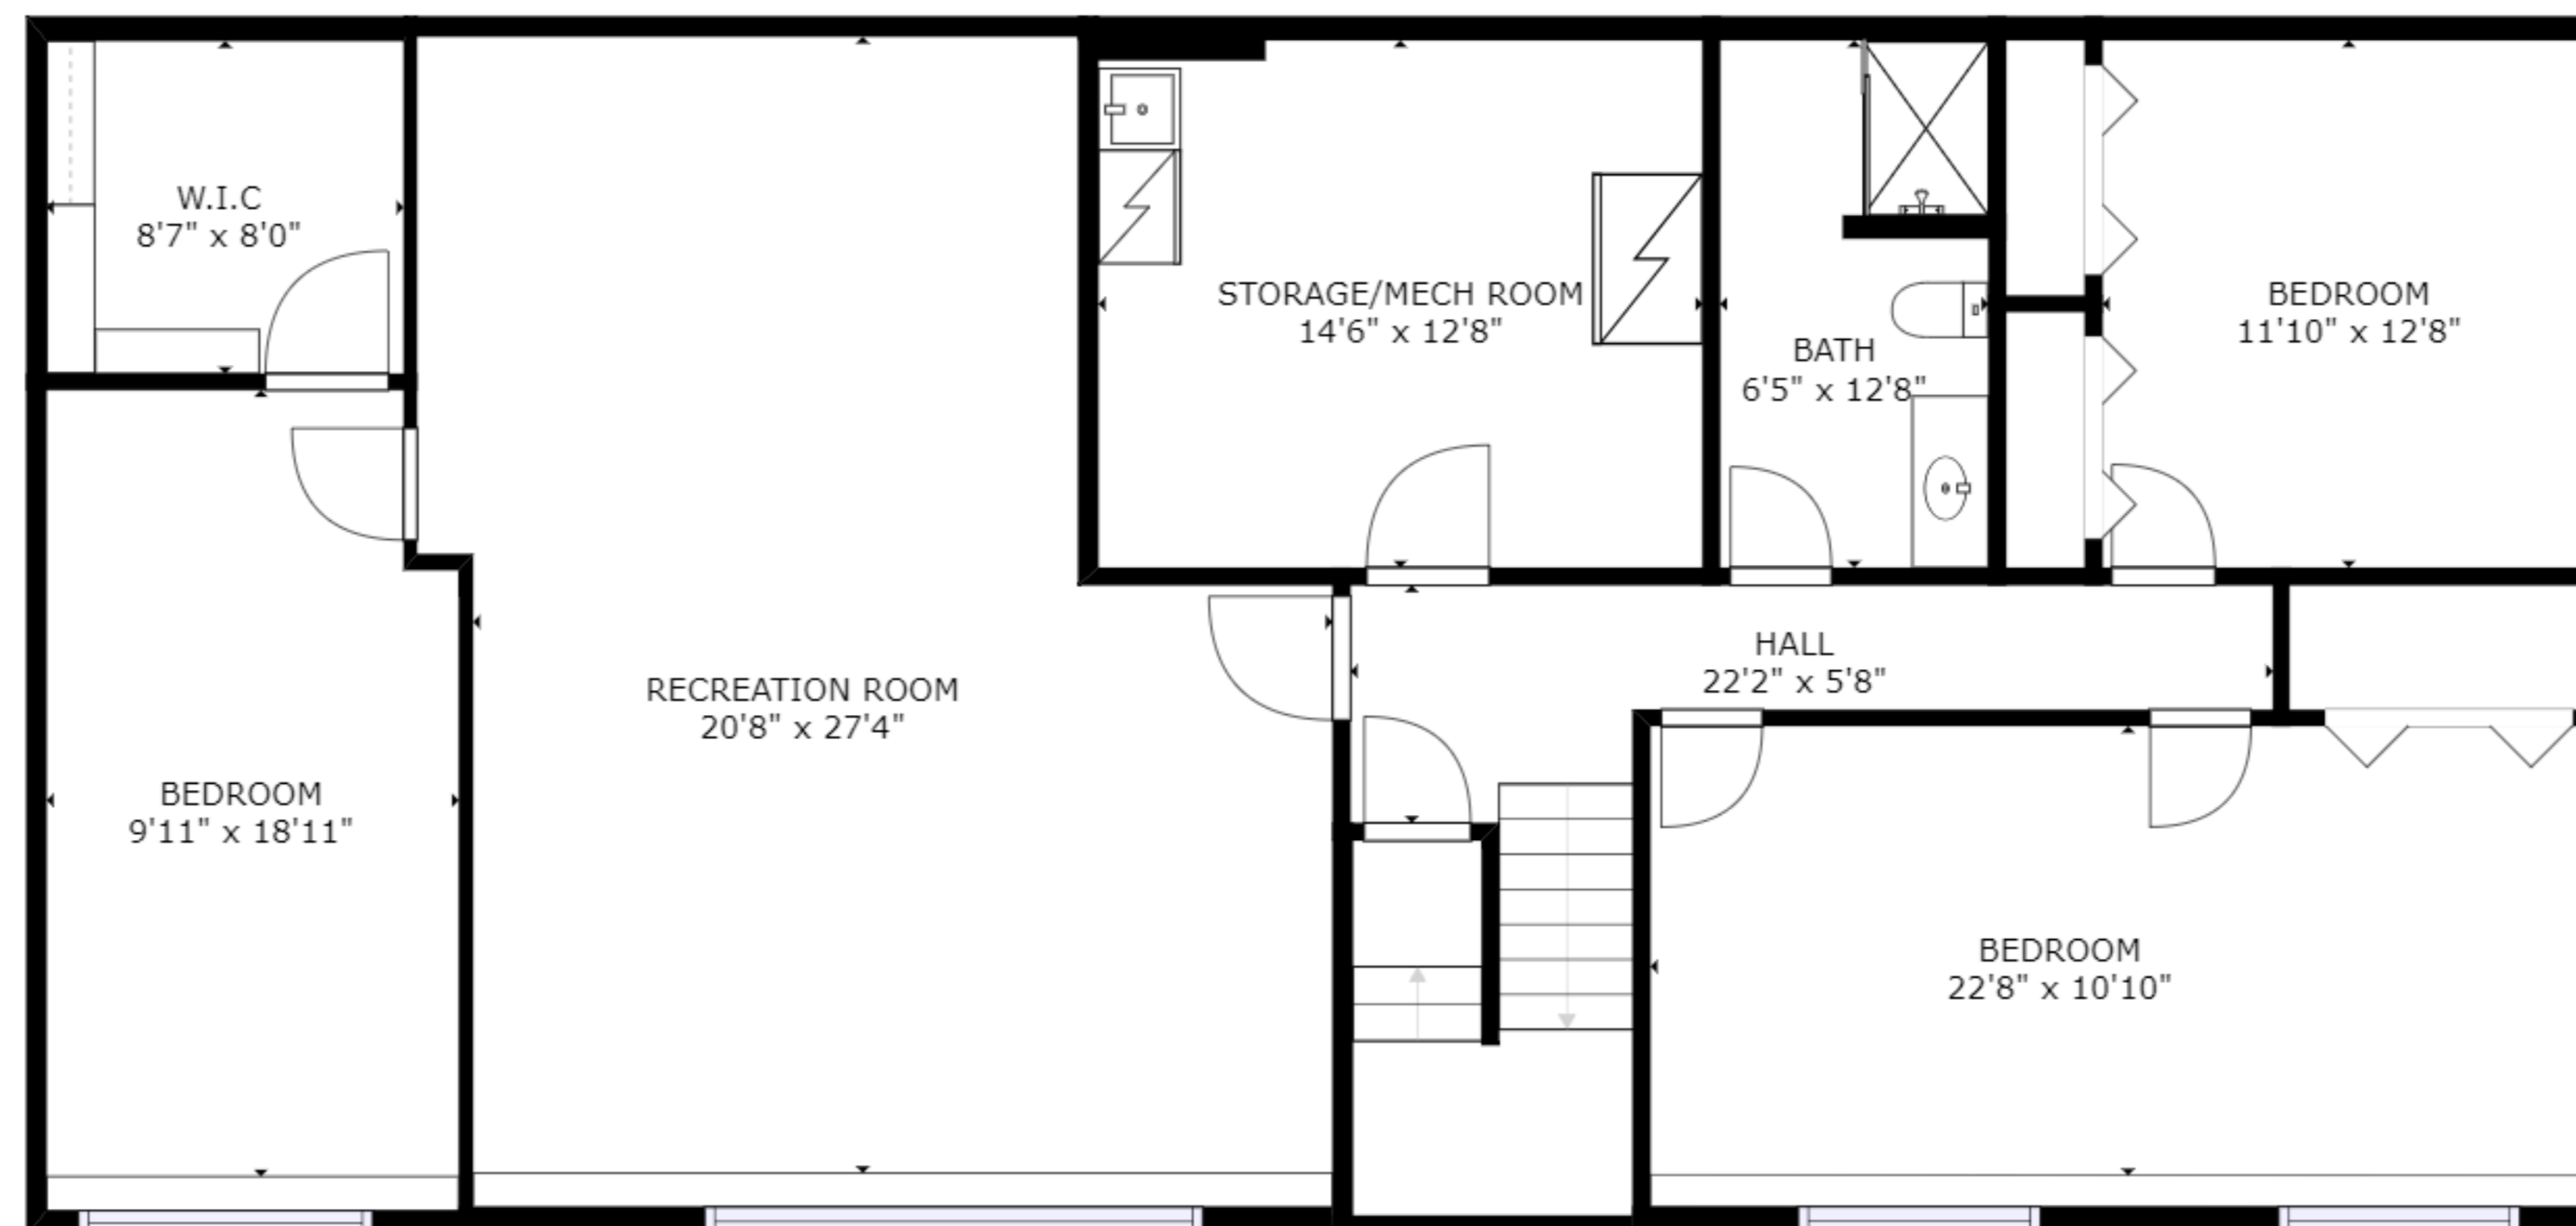 W.I.C
8'7" x 8'0"
STORAGE/MECH ROOM
14'6" x 12'8"
BATH
6'5" x 12'8"
BEDROOM
11'10" x 12'8"
HALL
22'2" x 5'8"
RECREATION ROOM
20'8" x 27'4"
BEDROOM
9'11" x 18'11"
BEDROOM
22'8" x 10'10"